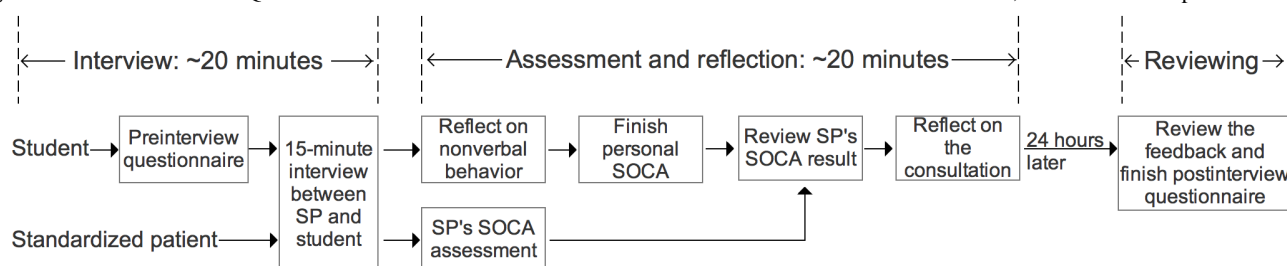 Interview: ~20 minutes
Assessment and reflection: ~20 minutes
Reviewing
Student
Preinterview
questionnaire
15-minute
interview
between
SP and
student
Reflect on
nonverbal
behavior
Finish
personal
SOCA
Review SP's
SOCA result
Reflect on
the
consultation
24 hours
later
Review the
feedback and
finish postinterview
questionnaire
Standardized patient
SP's SOCA
assessment